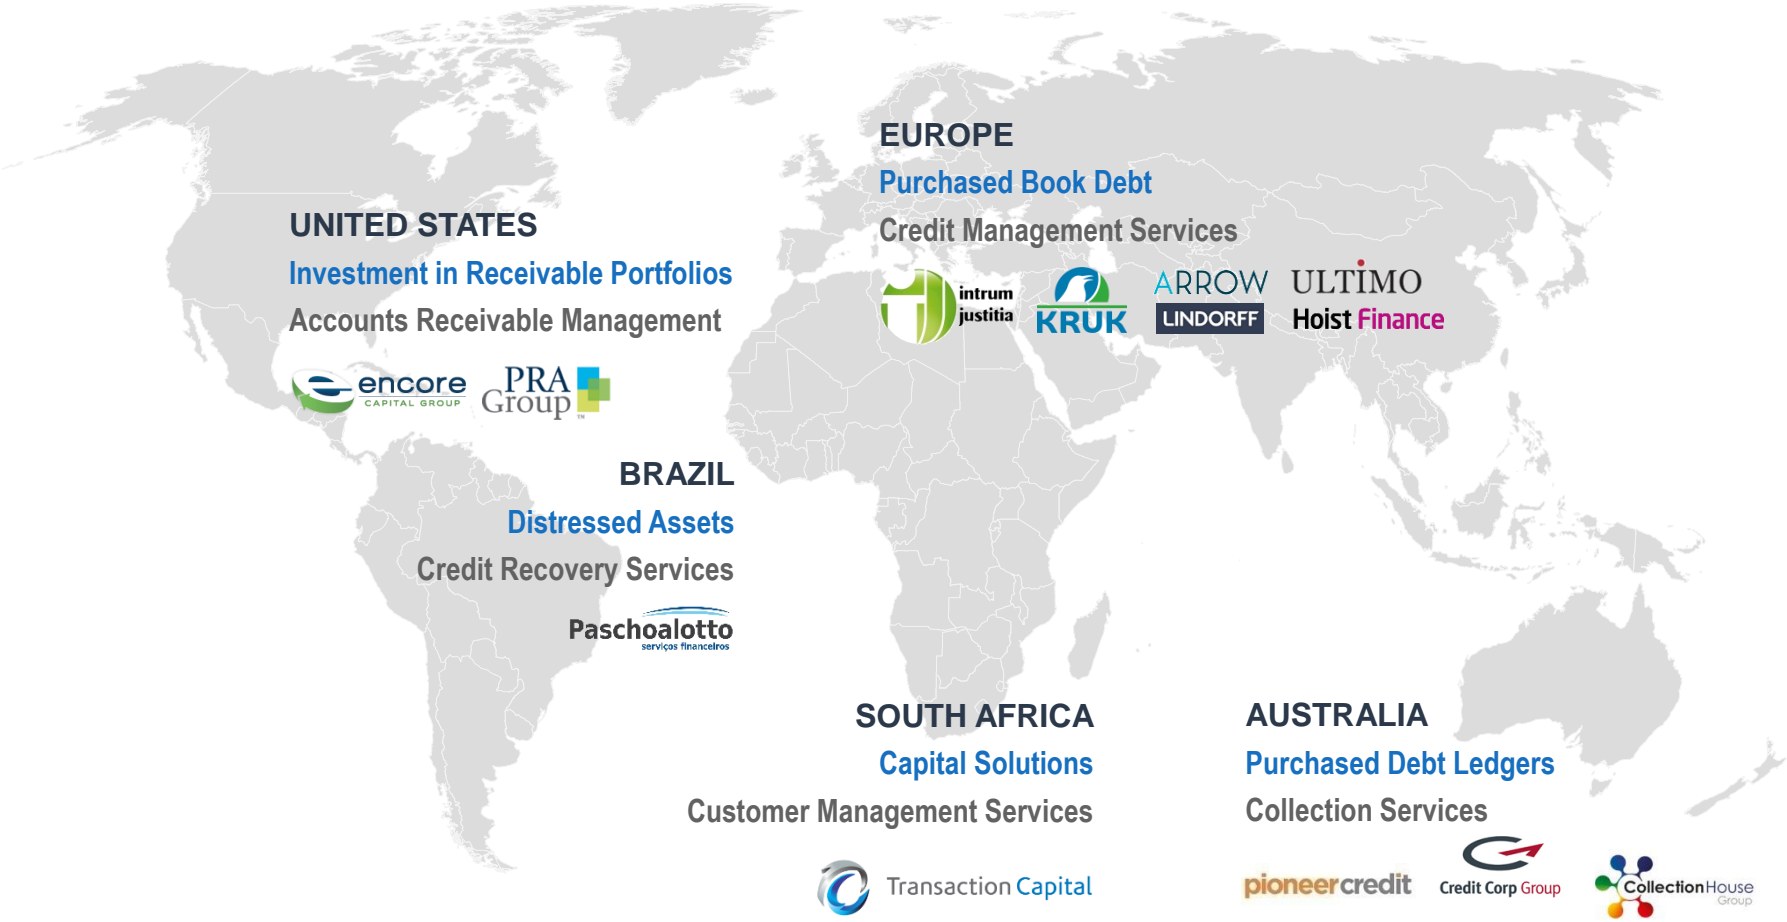 EUROPE
Purchased Book Debt
Credit Management Services
intrum
justitia
KRUK
ARROW
LINDORFF
ULTIMO
Hoist Finance
UNITED STATES
Investment in Receivable Portfolios
Accounts Receivable Management
encore
CAPITAL GROUP
PRA
Group
TM
BRAZIL
Distressed Assets
Credit Recovery Services
Paschoalotto
serviços financeiros
SOUTH AFRICA
Capital Solutions
Customer Management Services
Transaction Capital
AUSTRALIA
Purchased Debt Ledgers
Collection Services
pioneercredit
Credit Corp Group
CollectionHouse
Group